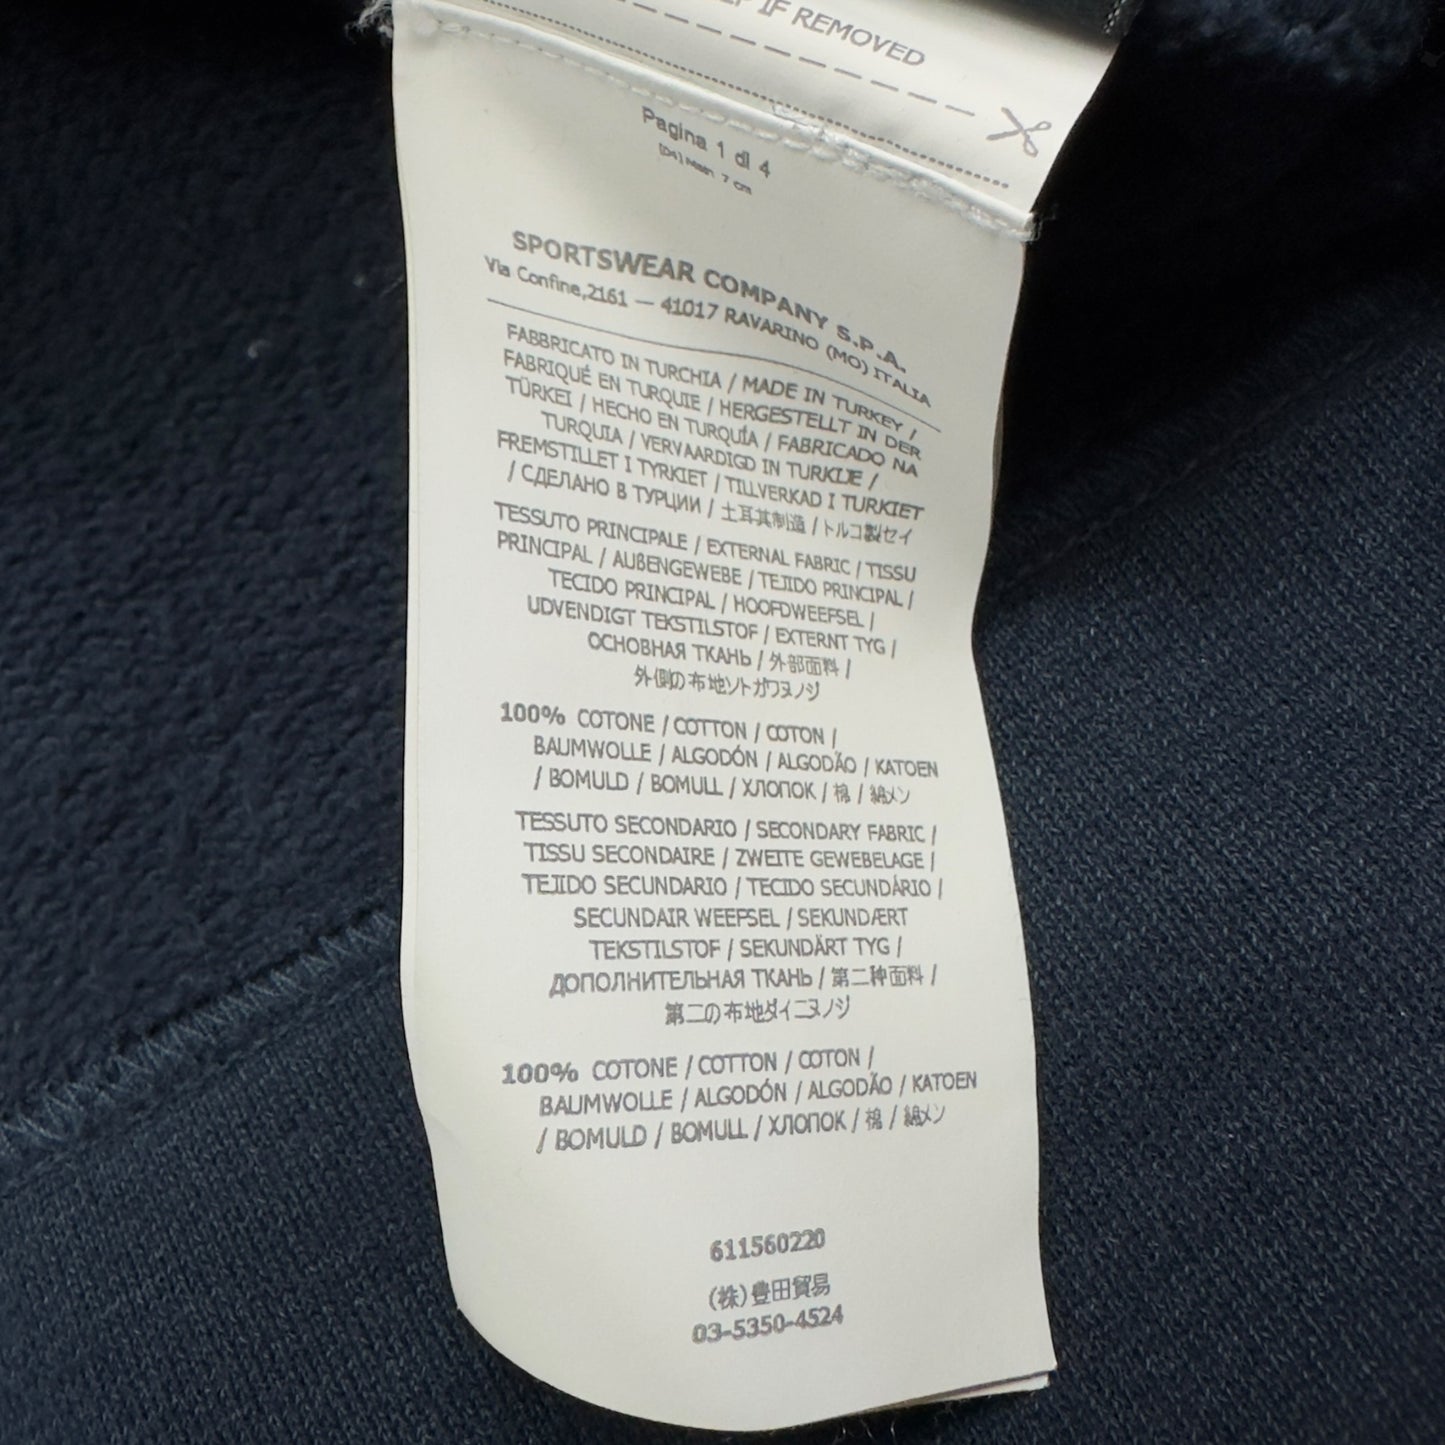 IF REMOVED
Pagina 1 di 4
7 cm
SPORTSWEAR COMPANY S.P.A.
Via Confine,2161 — 41017 RAVARINO (MO) ITALIA
FABBRICATO IN TURCHIA / MADE IN TURKEY /
FABRIQUÉ EN TURQUIE / HERGESTELLT IN DER
TÜRKEI / HECHO EN TURQUÍA / FABRICADO NA
TURQUIA / VERVAARDIGD IN TURKIJE /
FREMSTILLET I TYRKIET / TILLVERKAD I TURKIET
/ СДЕЛАНО В ТУРЦИИ / 土耳其制造 / トルコ製セイ
TESSUTO PRINCIPALE / EXTERNAL FABRIC / TISSU
PRINCIPAL / AUßENGEWEBE / TEJIDO PRINCIPAL /
TECIDO PRINCIPAL / HOOFDWEEFSEL /
UDVENDIGT TEKSTILSTOF / EXTERNT TYG /
ОСНОВНАЯ ТКАНЬ / 外部面料 /
外側の布地ソトガワヌノジ
100% COTONE / COTTON / COTON /
BAUMWOLLE / ALGODÓN / ALGODÃO / KATOEN
/ BOMULD / BOMULL / ХЛОПОК / 棉 / 綿メン
TESSUTO SECONDARIO / SECONDARY FABRIC /
TISSU SECONDAIRE / ZWEITE GEWEBELAGE /
TEJIDO SECUNDARIO / TECIDO SECUNDÁRIO /
SECUNDAIR WEEFSEL / SEKUNDÆRT
TEKSTILSTOF / SEKUNDÄRT TYG /
ДОПОЛНИТЕЛЬНАЯ ТКАНЬ / 第二种面料 /
第二の布地ダイニヌノジ
100% COTONE / COTTON / COTON /
BAUMWOLLE / ALGODÓN / ALGODÃO / KATOEN
/ BOMULD / BOMULL / ХЛОПОК / 棉 / 綿メン
611560220
(株)豊田貿易
03-5350-4524